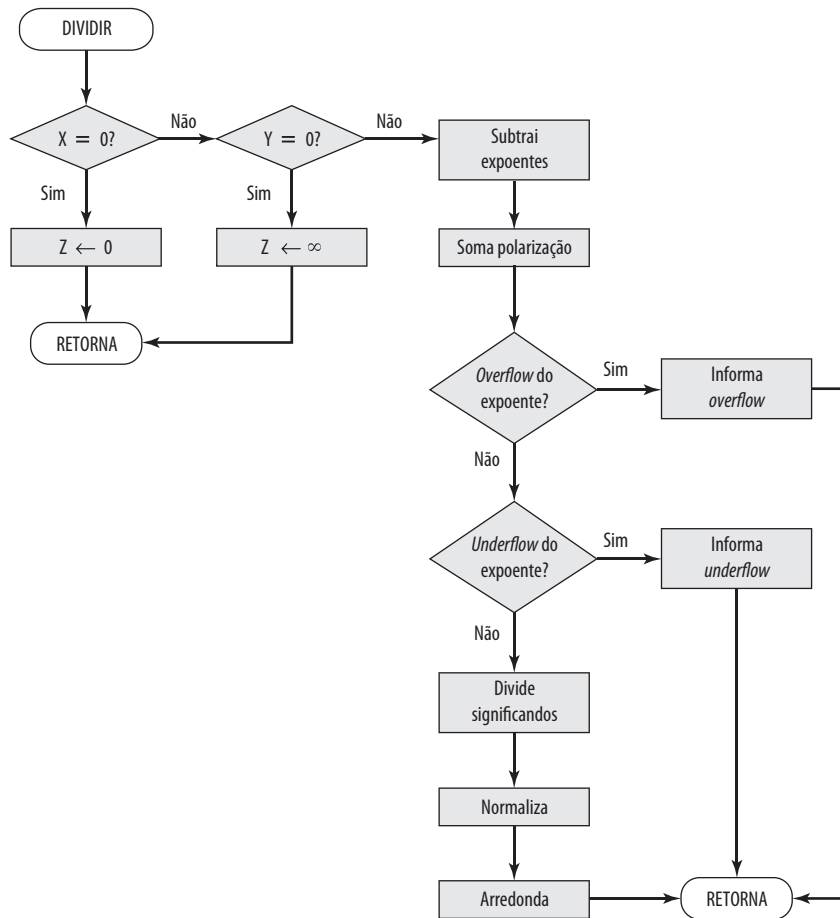 DIVIDIR
X = 0?
Não
Y = 0?
Não
Subtrai
expoentes
Sim
Sim
Z ← 0
Z ← ∞
Soma polarização
RETORNA
Overflow do
expoente?
Sim
Informa
overflow
Não
Underflow do
expoente?
Sim
Informa
underflow
Não
Divide
significandos
Normaliza
Arredonda
RETORNA